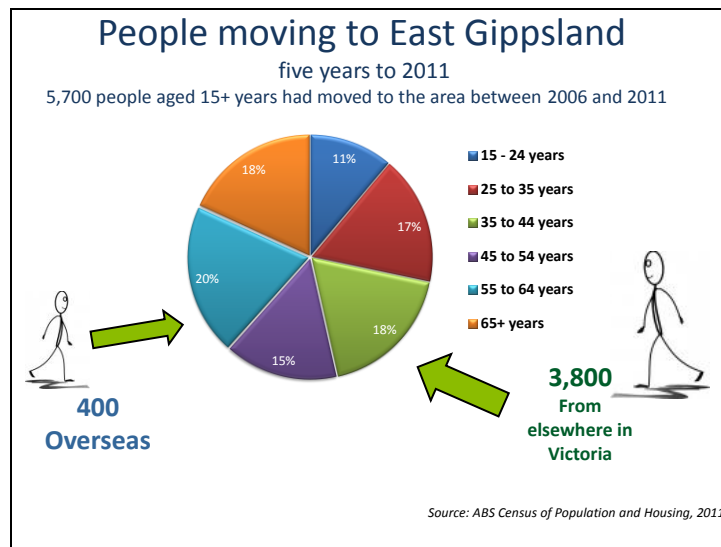 People moving to East Gippsland
five years to 2011
5,700 people aged 15+ years had moved to the area between 2006 and 2011
11%
17%
18%
15%
20%
18%
15 - 24 years
25 to 35 years
35 to 44 years
45 to 54 years
55 to 64 years
65+ years
400
Overseas
3,800
From
elsewhere in
Victoria
Source: ABS Census of Population and Housing, 2011